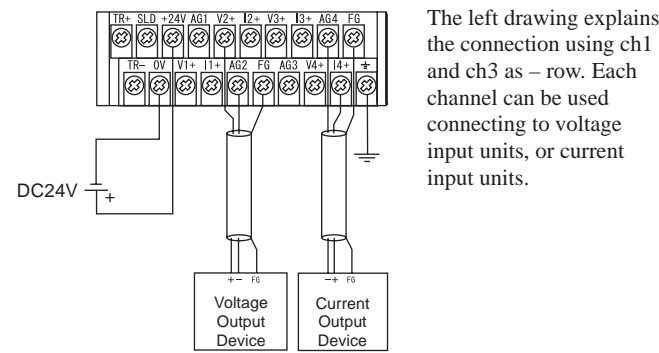 TR+ SLD +24V AG1 V2+ I2+ V3+ I3+ AG4 FG
TR- 0V V1+ I1+ AG2 FG AG3 V4+ I4+
The left drawing explains
the connection using ch1
and ch3 as – row. Each
channel can be used
connecting to voltage
input units, or current
input units.
DC24V
+
+ - FG
- + FG
Voltage
Output
Device
Current
Output
Device